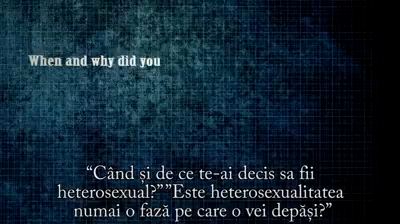 When and why did you
“Când și de ce te-ai decis sa fii
heterosexual?””Este heterosexualitatea
numai o fază pe care o vei depăși?”